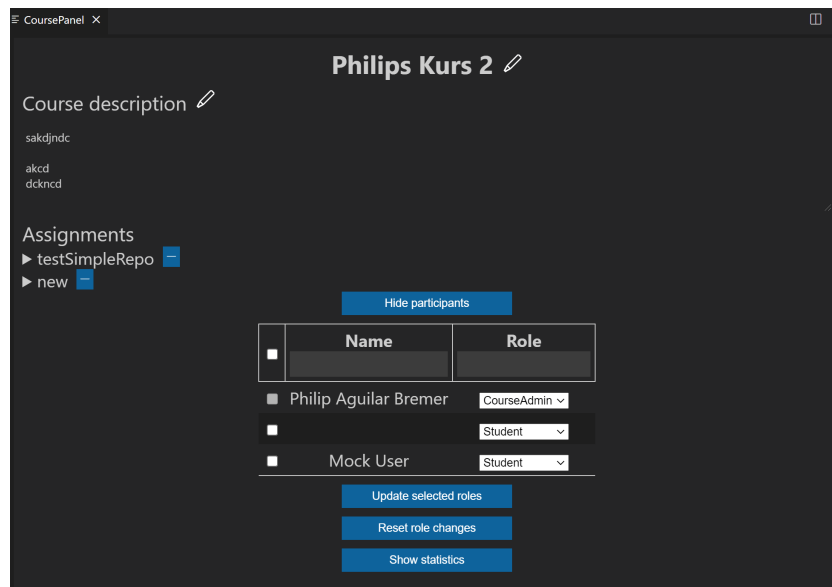 CoursePanel
Philips Kurs 2
Course description
sakdjndc
akcd
dckncd
Assignments
testSimpleRepo
new
Hide participants
Name Role
Philip Aguilar Bremer CourseAdmin
Student
Mock User Student
Update selected roles
Reset role changes
Show statistics